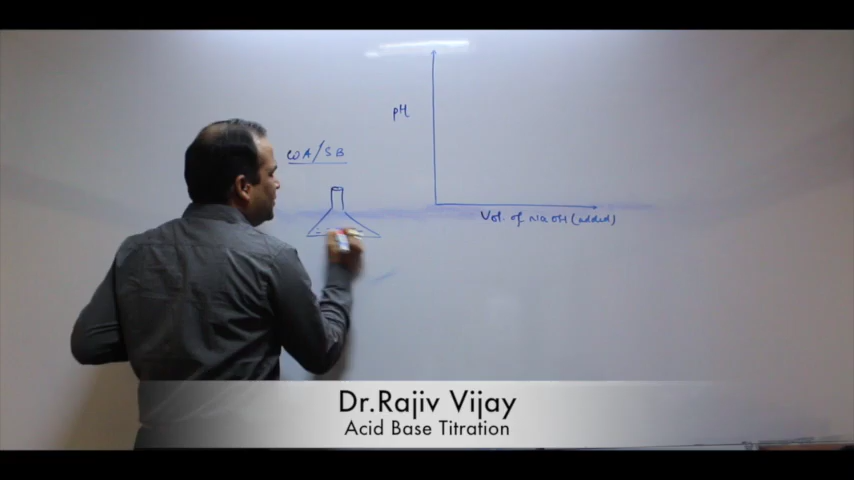 pH
WA/SB
Vol. of NaOH (added)
Dr.Rajiv Vijay
Acid Base Titration